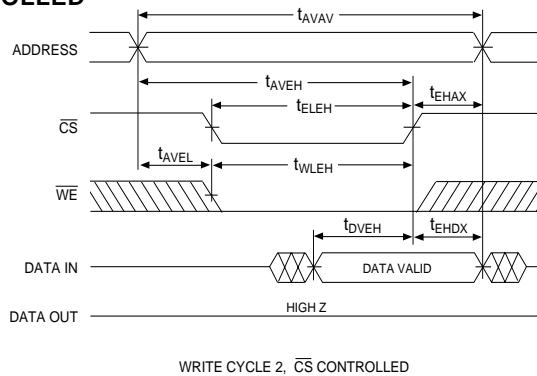 LLED
tAVAV
ADDRESS
tAVEH
tELEH
tEHAX
CS
tAVEL
tWLEH
WE
tDVEH
tEHDX
DATA IN
DATA VALID
DATA OUT
HIGH Z
WRITE CYCLE 2, CS CONTROLLED